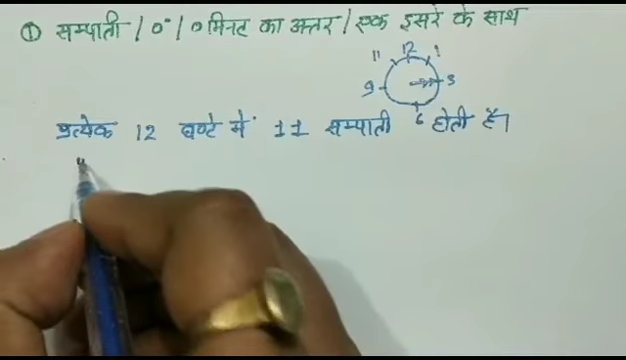 ① सम्पाती / 0° / 0 मिनट का अन्तर / एक दूसरे के साथ
11 12 1
9 3
6
प्रत्येक 12 घण्टे में 11 सम्पाती होती है।